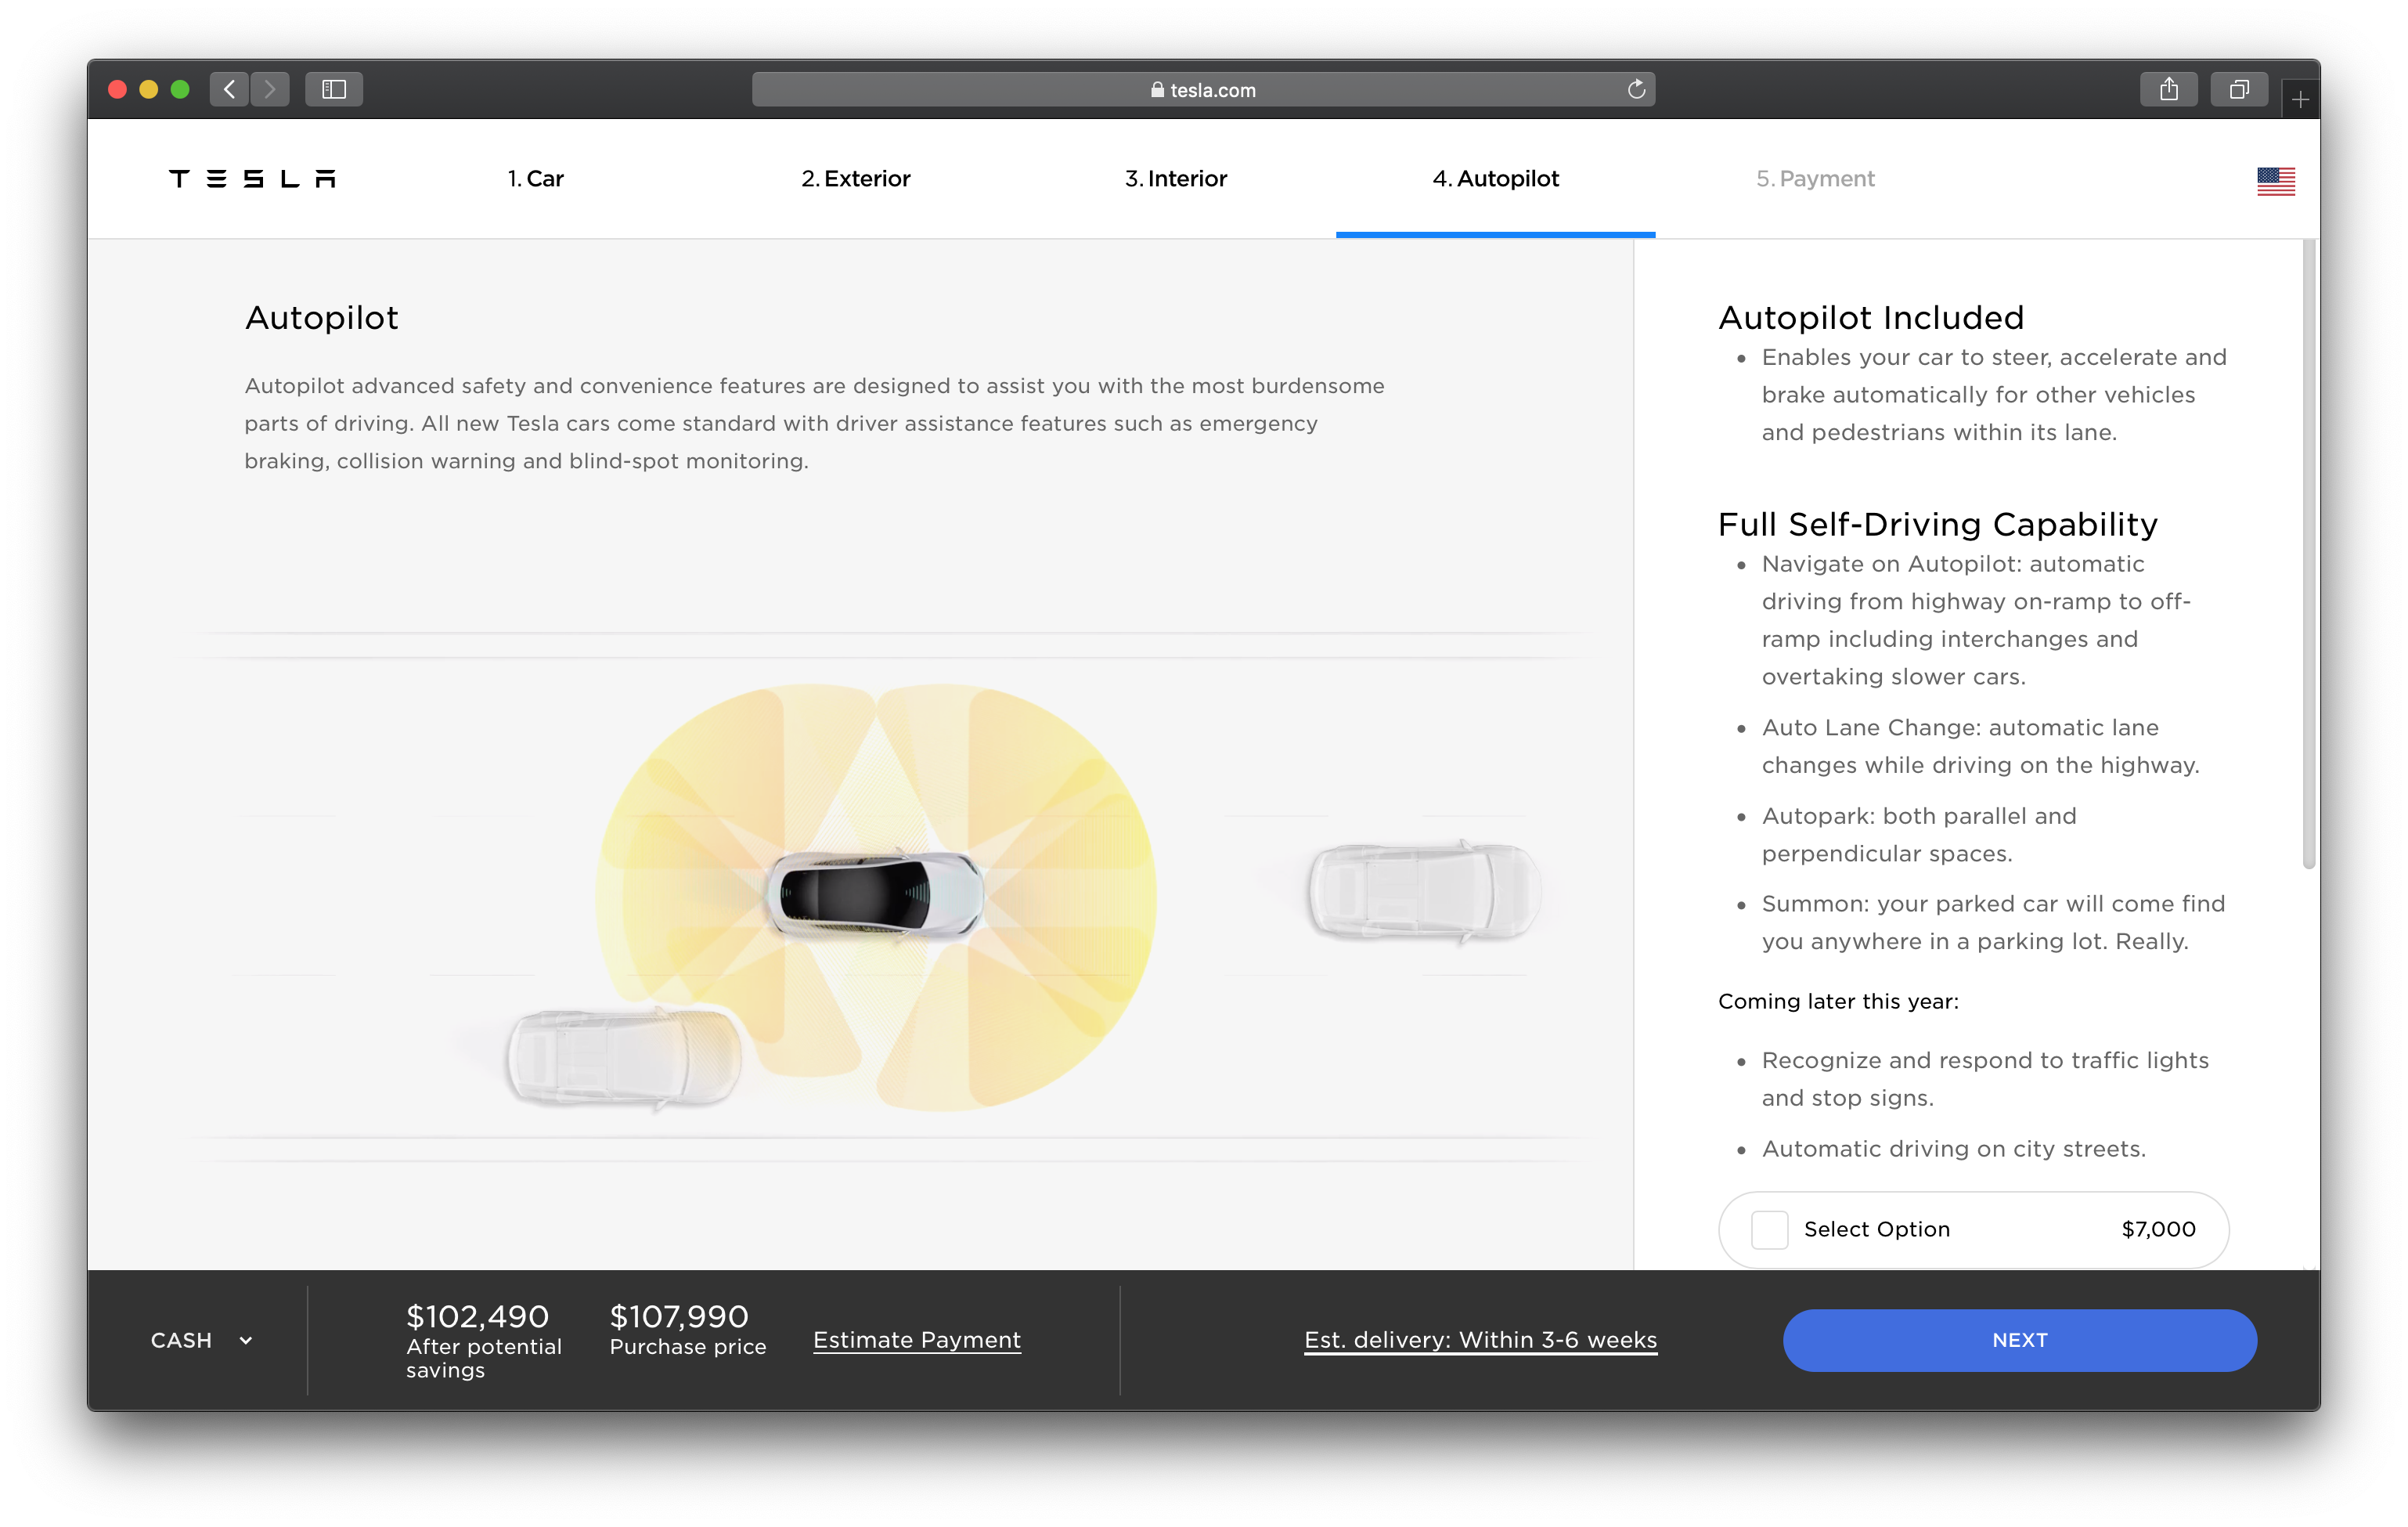 tesla.com
TESLA
1. Car
2. Exterior
3. Interior
4. Autopilot
5. Payment
Autopilot
Autopilot advanced safety and convenience features are designed to assist you with the most burdensome
parts of driving. All new Tesla cars come standard with driver assistance features such as emergency
braking, collision warning and blind-spot monitoring.
Autopilot Included
• Enables your car to steer, accelerate and
brake automatically for other vehicles
and pedestrians within its lane.
Full Self-Driving Capability
• Navigate on Autopilot: automatic
driving from highway on-ramp to off-
ramp including interchanges and
overtaking slower cars.
• Auto Lane Change: automatic lane
changes while driving on the highway.
• Autopark: both parallel and
perpendicular spaces.
• Summon: your parked car will come find
you anywhere in a parking lot. Really.
Coming later this year:
• Recognize and respond to traffic lights
and stop signs.
• Automatic driving on city streets.
Select Option $7,000
CASH
$102,490
After potential
savings
$107,990
Purchase price
Estimate Payment
Est. delivery: Within 3-6 weeks
NEXT